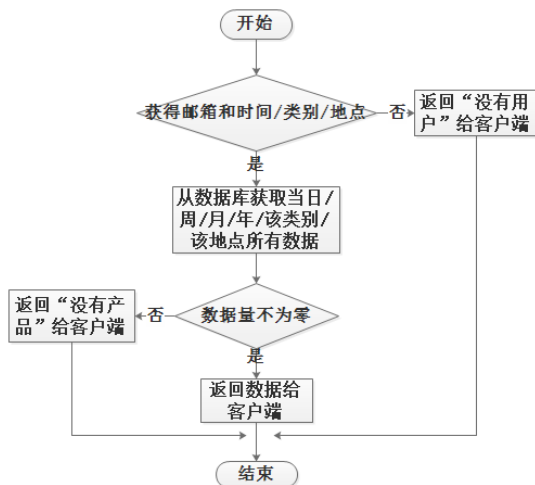 开始
获得邮箱和时间/类别/地点
否
返回“没有用
户”给客户端
是
从数据库获取当日/
周/月/年/该类别/
该地点所有数据
返回“没有产
品”给客户端
否
数据量不为零
是
返回数据给
客户端
结束